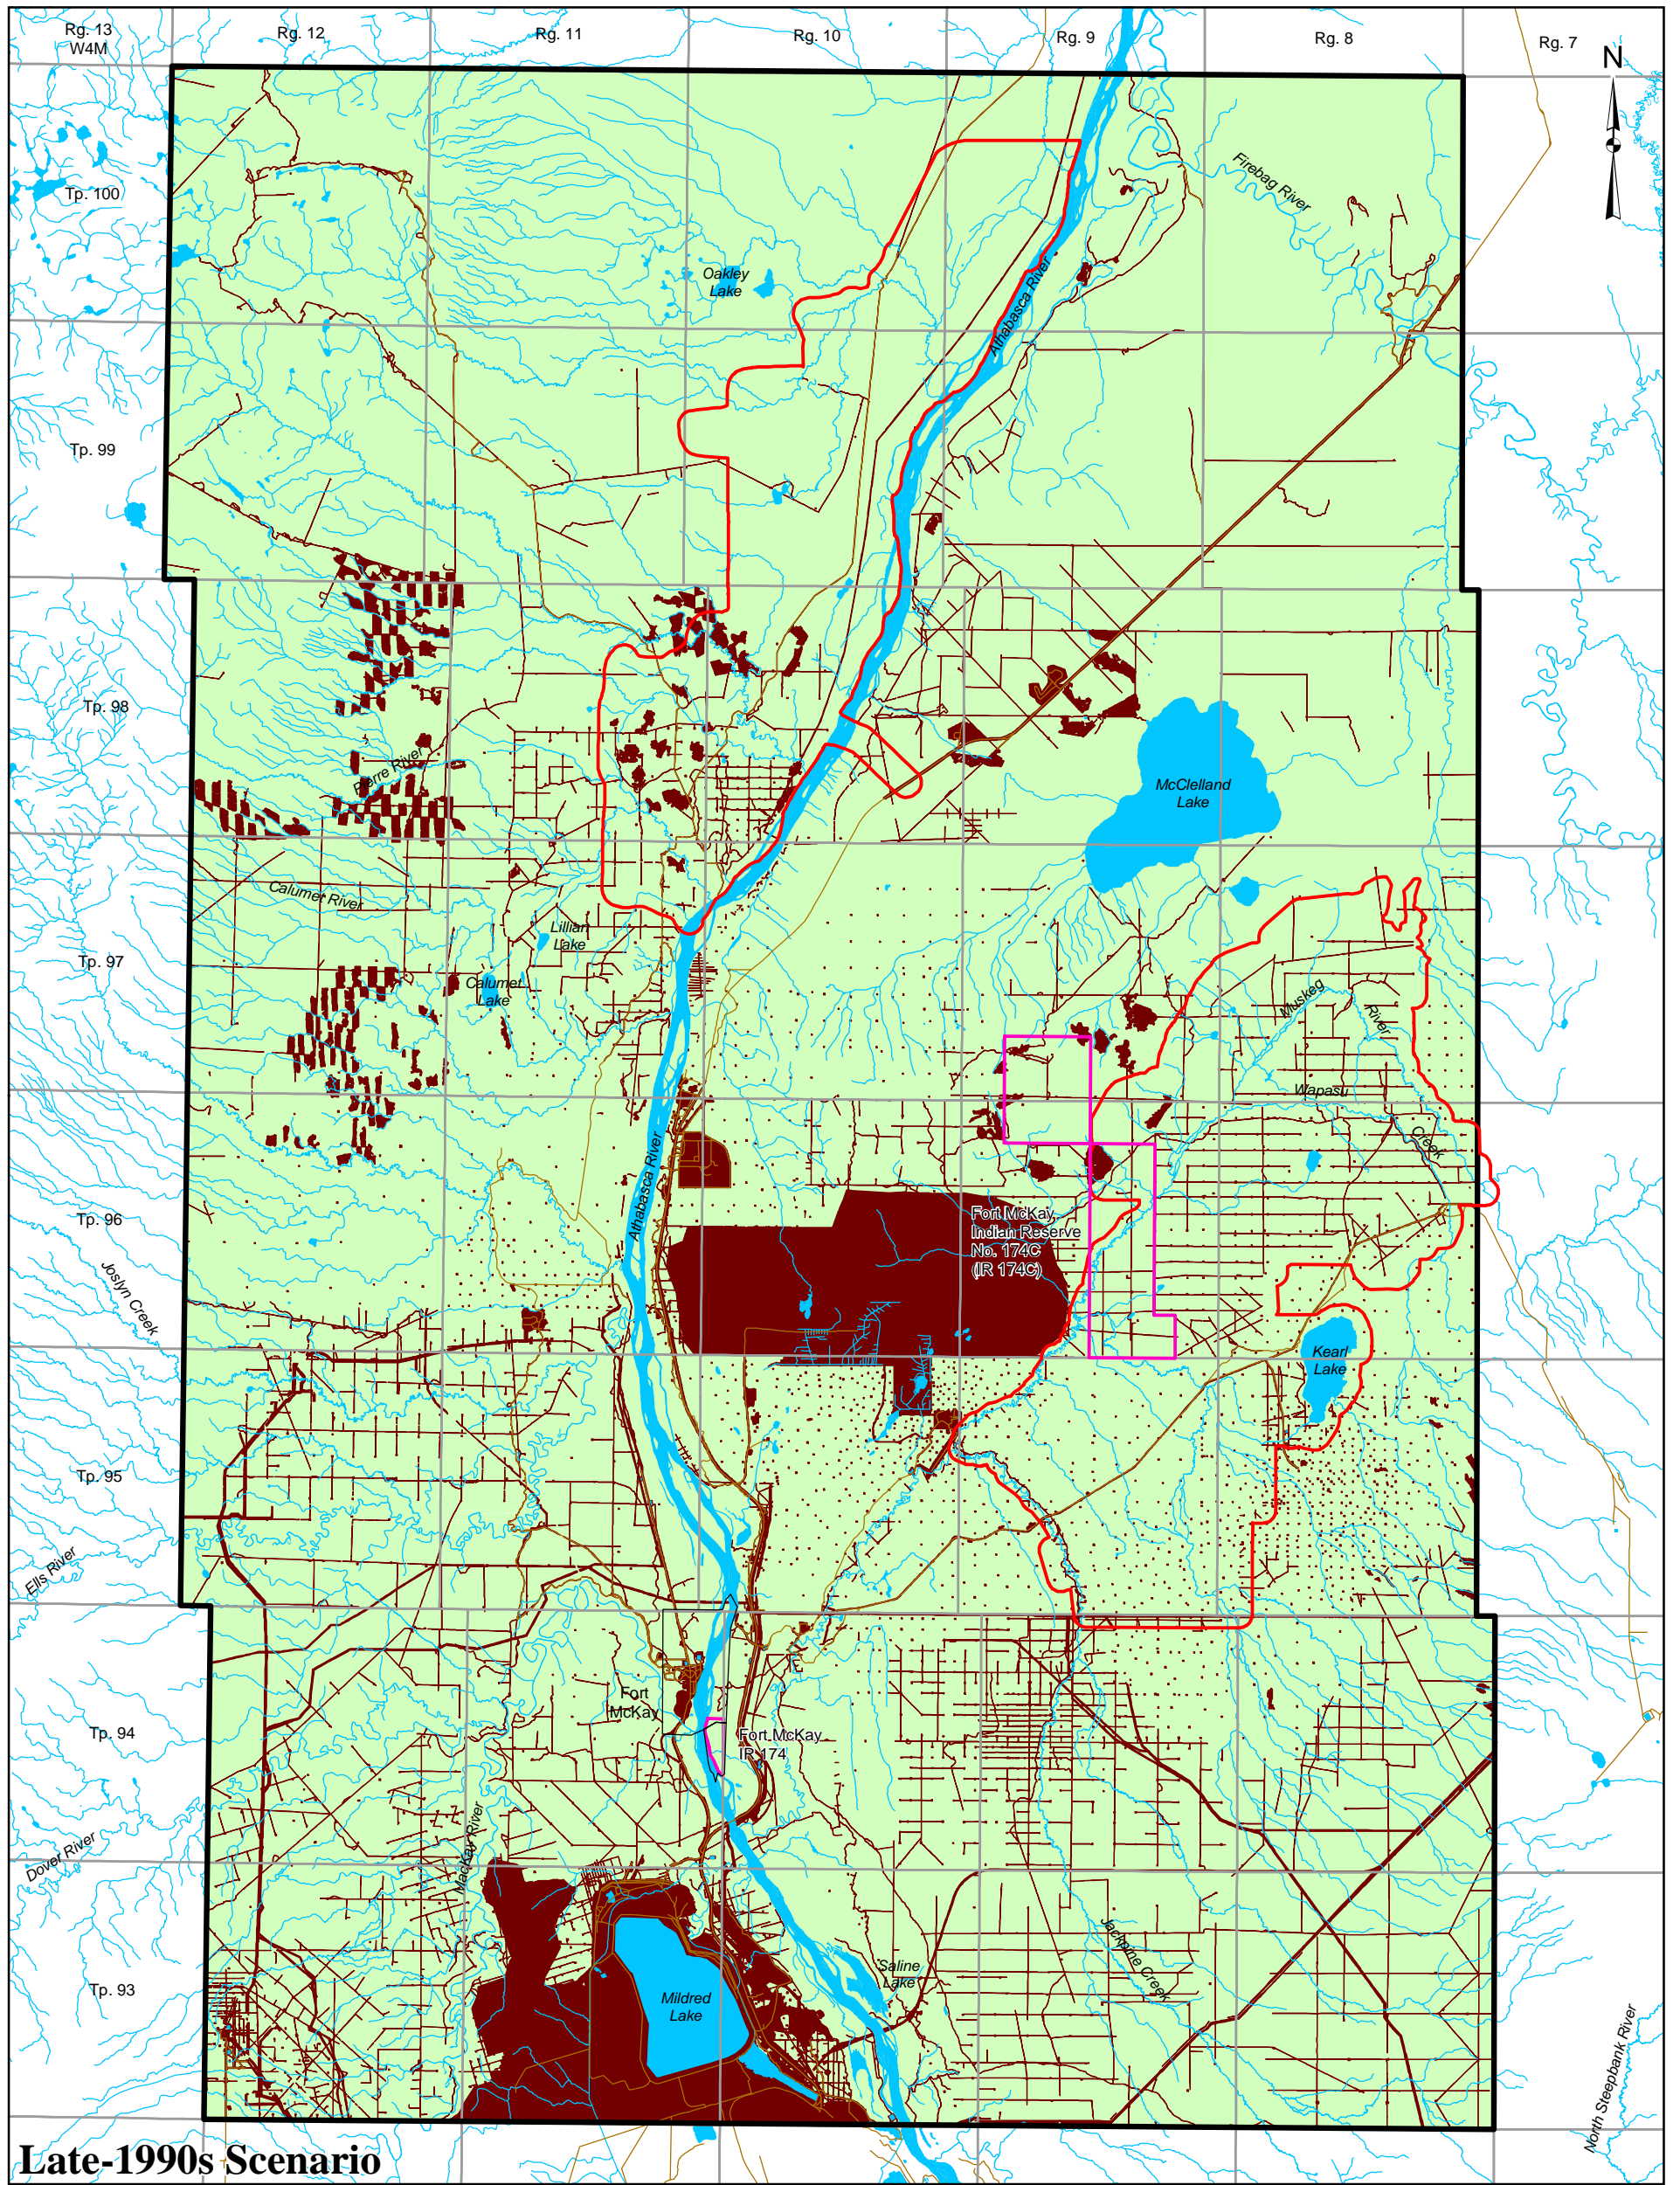 Rg. 13
W4M
Rg. 12
Rg. 11
Rg. 10
Rg. 9
Rg. 8
Rg. 7
N
Tp. 100
Firebag River
Oakley
Lake
Athabasca River
Tp. 99
Tp. 98
Pierre River
McClelland
Lake
Calumet River
Lillian
Lake
Tp. 97
Calumet
Lake
Muskeg
River
Wapasu
Creek
Athabasca River
Tp. 96
Fort McKay
Indian Reserve
No. 174C
(IR 174C)
Joslyn Creek
Kearl
Lake
Tp. 95
Ells River
Fort
McKay
Tp. 94
Fort McKay
IR 174
Dover River
MacKay River
Jackpine Creek
Saline
Lake
Tp. 93
Mildred
Lake
North Steepbank River
Late-1990s Scenario